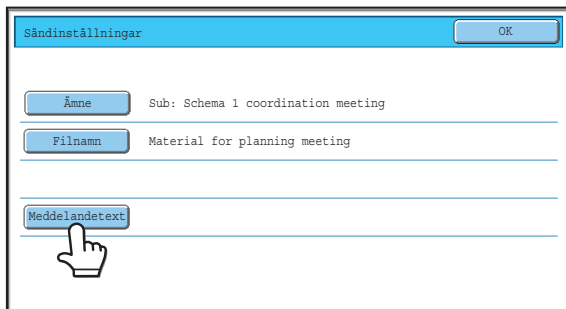 Sändinställningar
OK
Ämne Sub: Schema 1 coordination meeting
Filnamn Material for planning meeting
Meddelandetext